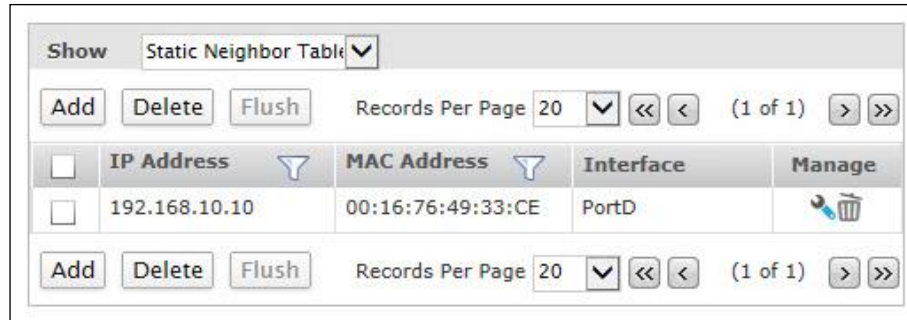 Show Static Neighbor Table
Add Delete Flush Records Per Page 20 (1 of 1)
IP Address MAC Address Interface Manage
192.168.10.10 00:16:76:49:33:CE PortD
Add Delete Flush Records Per Page 20 (1 of 1)